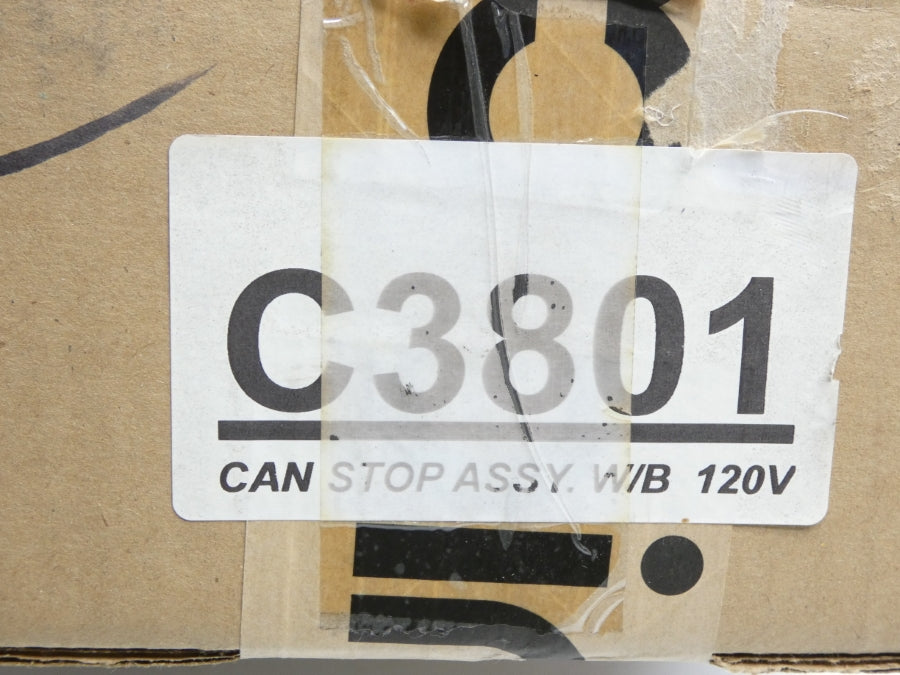 C3801
CAN STOP ASSY. W/B 120V